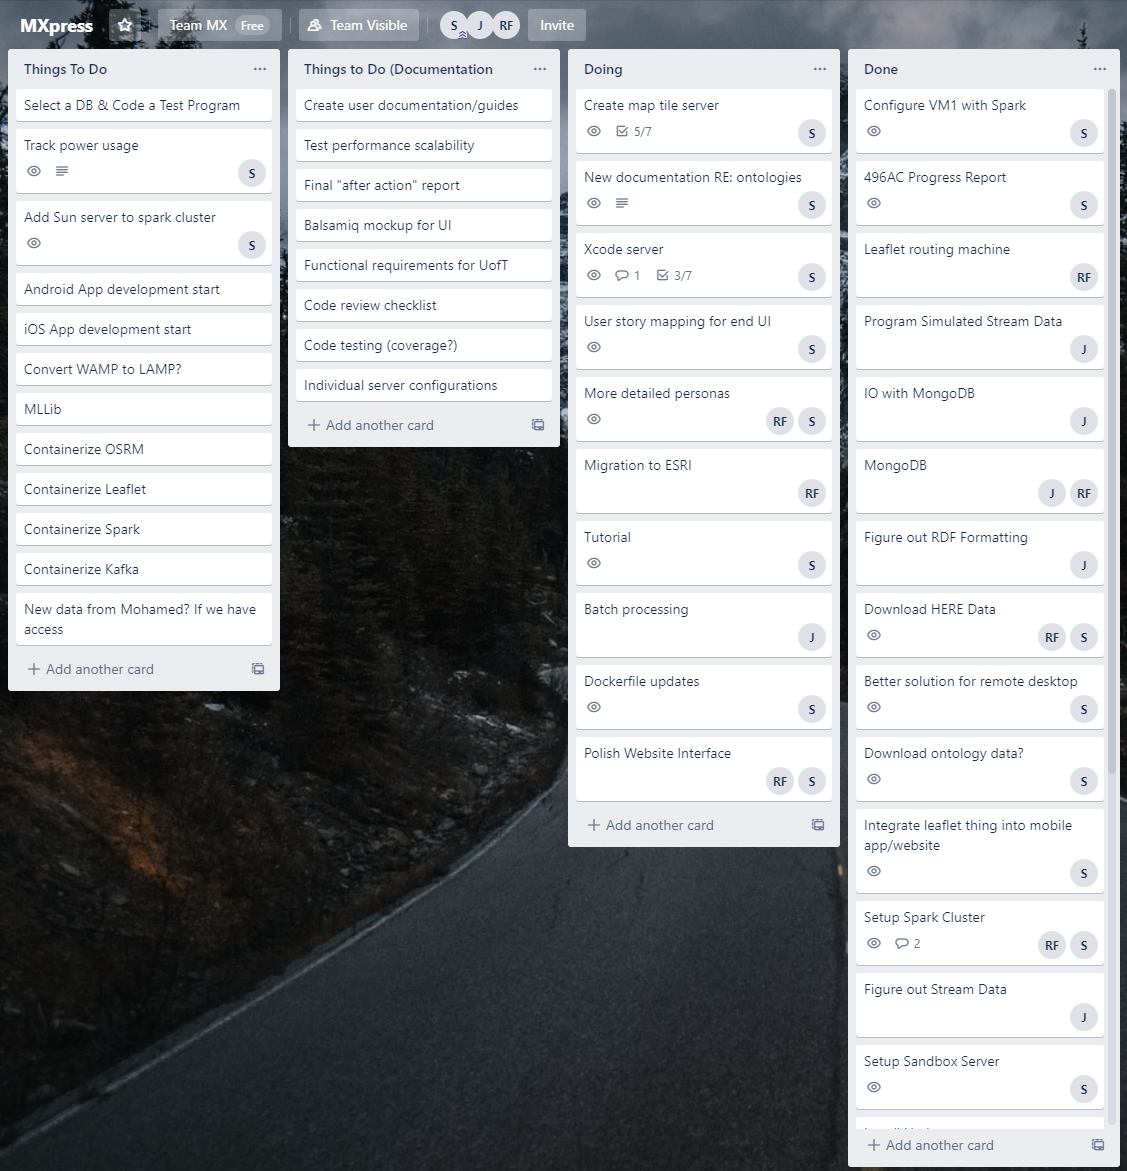 MXpress
Team MX Free
Team Visible
S J RF
Invite
Things To Do
Select a DB & Code a Test Program
Track power usage
S
Add Sun server to spark cluster
S
Android App development start
iOS App development start
Convert WAMP to LAMP?
MLLib
Containerize OSRM
Containerize Leaflet
Containerize Spark
Containerize Kafka
New data from Mohamed? If we have
access
+ Add another card
Things to Do (Documentation
Create user documentation/guides
Test performance scalability
Final "after action" report
Balsamiq mockup for UI
Functional requirements for UofT
Code review checklist
Code testing (coverage?)
Individual server configurations
+ Add another card
Doing
Create map tile server
5/7 S
New documentation RE: ontologies
S
Xcode server
1 3/7 S
User story mapping for end UI
S
More detailed personas
RF S
Migration to ESRI
RF
Tutorial
S
Batch processing
J
Dockerfile updates
S
Polish Website Interface
RF S
+ Add another card
Done
Configure VM1 with Spark
S
496AC Progress Report
S
Leaflet routing machine
RF
Program Simulated Stream Data
J
IO with MongoDB
J
MongoDB
J RF
Figure out RDF Formatting
J
Download HERE Data
RF S
Better solution for remote desktop
S
Download ontology data?
S
Integrate leaflet thing into mobile
app/website
S
Setup Spark Cluster
2 RF S
Figure out Stream Data
J
Setup Sandbox Server
S
+ Add another card